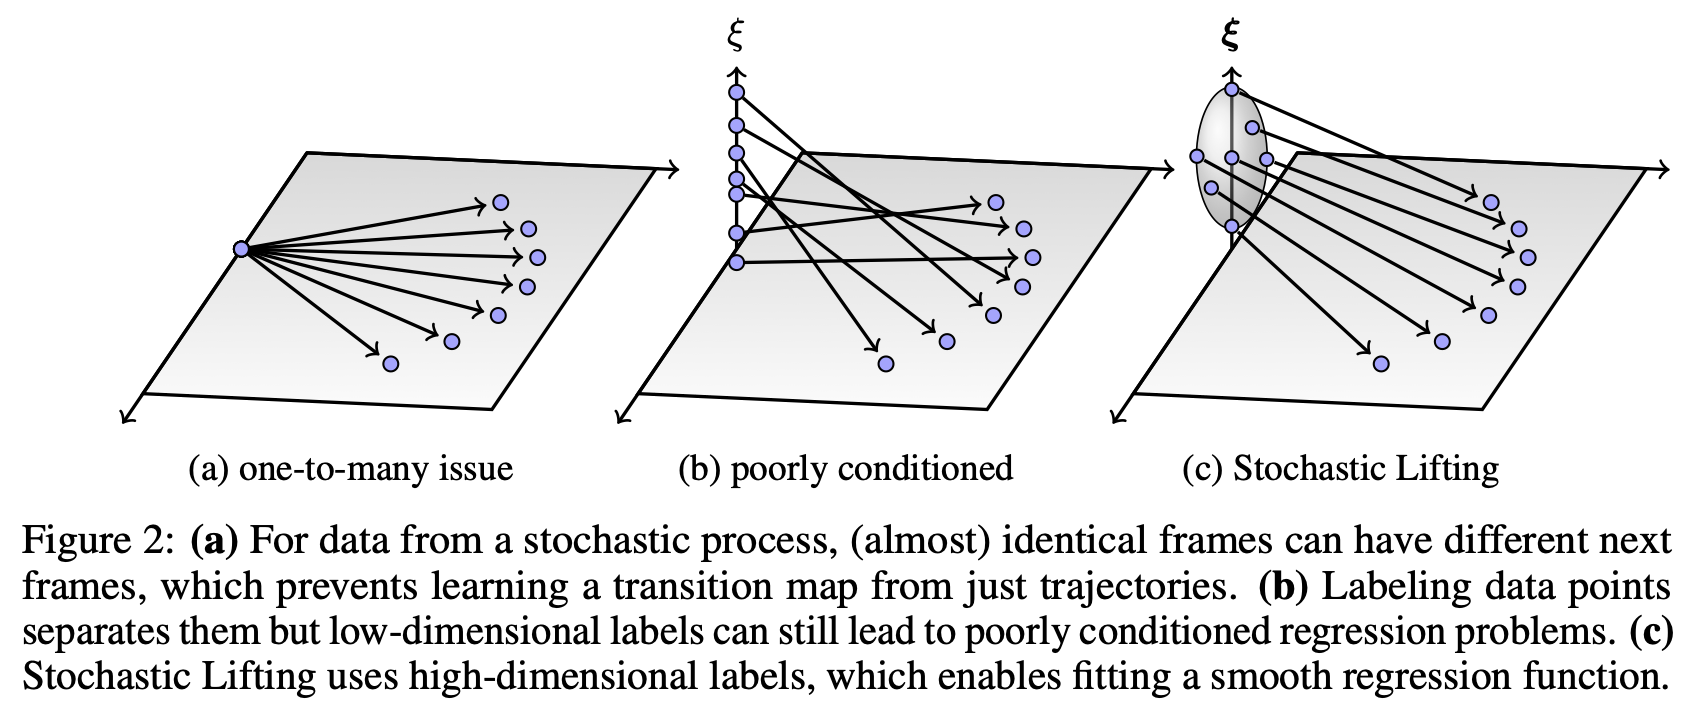 ξ
ξ
(a) one-to-many issue
(b) poorly conditioned
(c) Stochastic Lifting
Figure 2: (a) For data from a stochastic process, (almost) identical frames can have different next
frames, which prevents learning a transition map from just trajectories. (b) Labeling data points
separates them but low-dimensional labels can still lead to poorly conditioned regression problems. (c)
Stochastic Lifting uses high-dimensional labels, which enables fitting a smooth regression function.